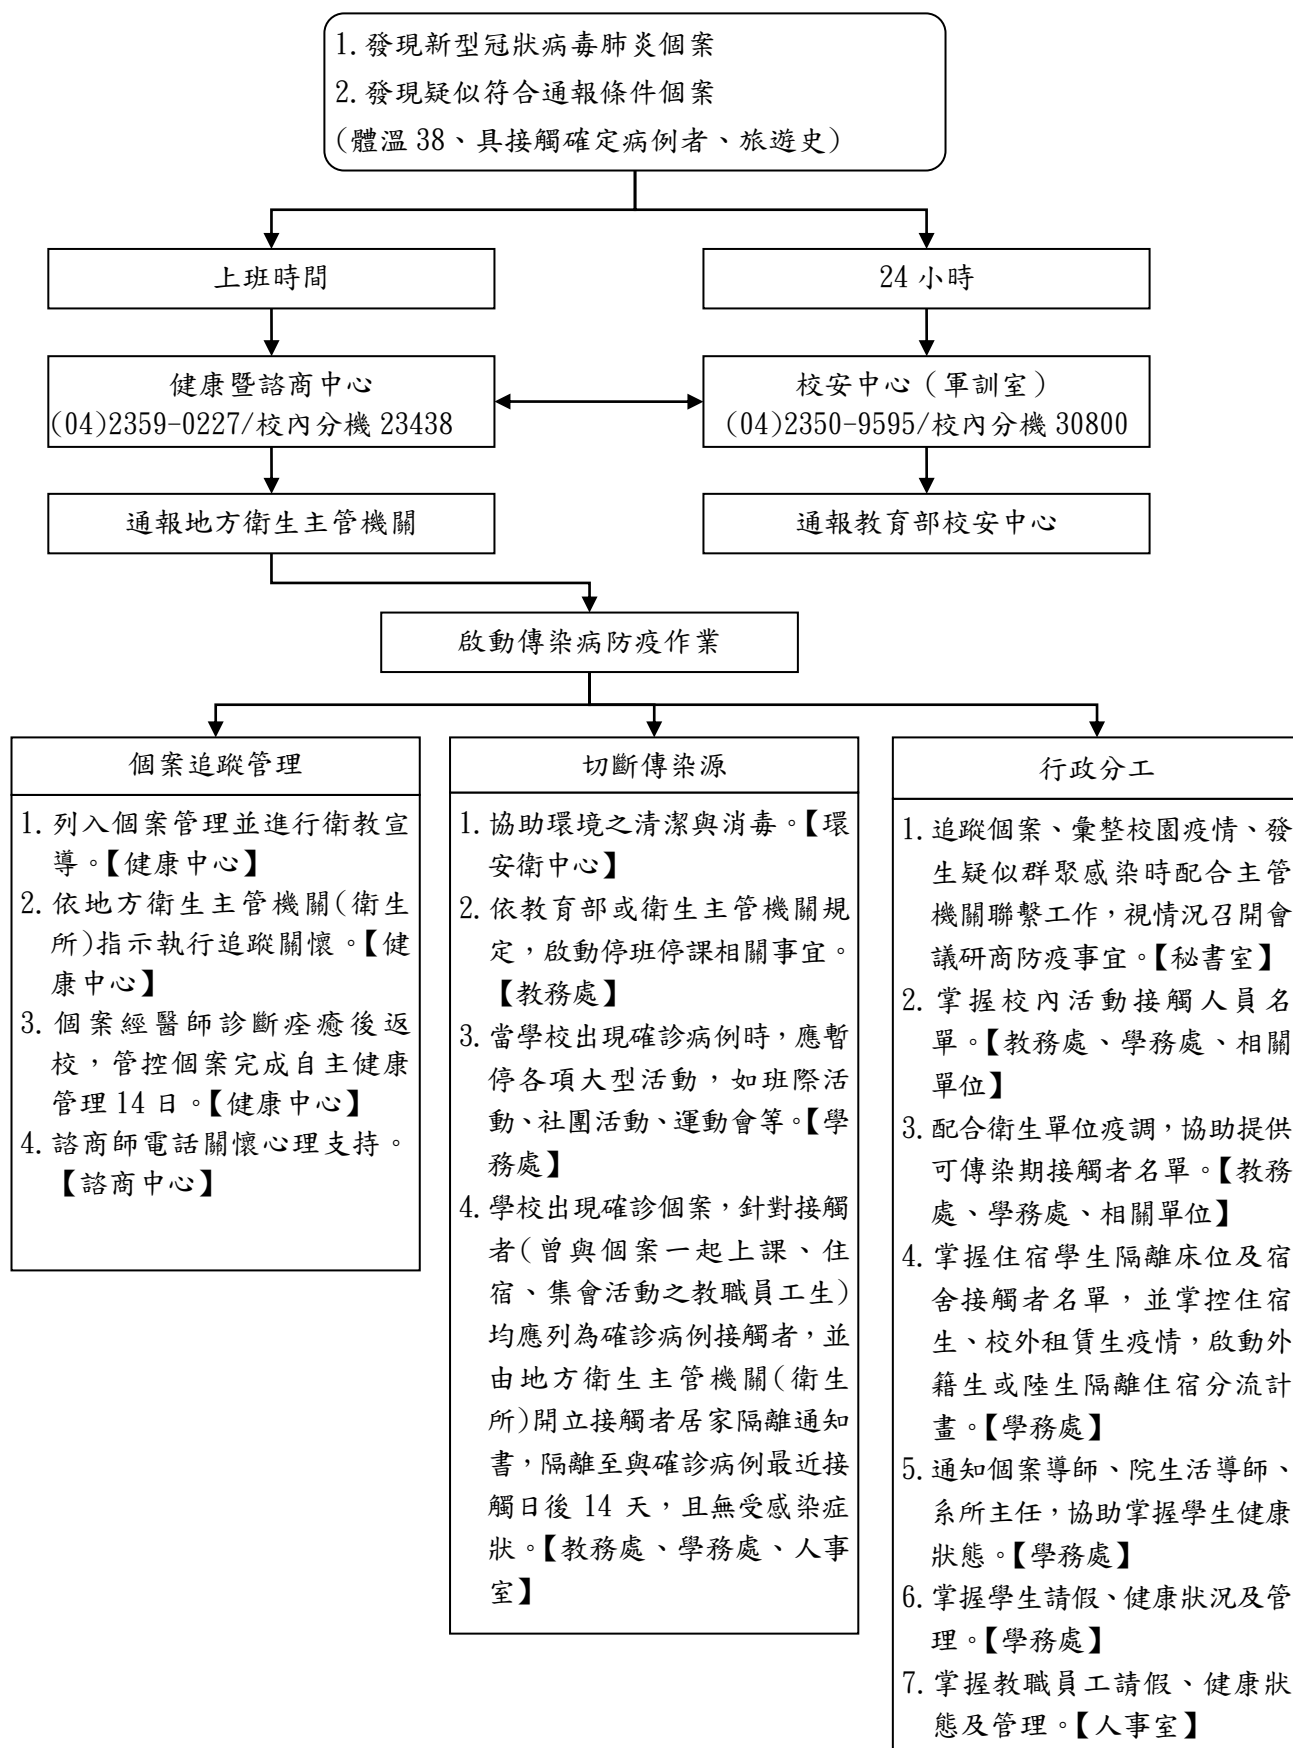 1. 發現新型冠狀病毒肺炎個案
2. 發現疑似符合通報條件個案
(體溫 38、具接觸確定病例者、旅遊史)
上班時間
24 小時
健康暨諮商中心
(04)2359-0227/校內分機 23438
校安中心（軍訓室）
(04)2350-9595/校內分機 30800
通報地方衛生主管機關
通報教育部校安中心
啟動傳染病防疫作業
個案追蹤管理
1. 列入個案管理並進行衛教宣
導。【健康中心】
2. 依地方衛生主管機關(衛生
所)指示執行追蹤關懷。【健
康中心】
3. 個案經醫師診斷痊癒後返
校，管控個案完成自主健康
管理 14 日。【健康中心】
4. 諮商師電話關懷心理支持。
【諮商中心】
切斷傳染源
1. 協助環境之清潔與消毒。【環
安衛中心】
2. 依教育部或衛生主管機關規
定，啟動停班停課相關事宜。
【教務處】
3. 當學校出現確診病例時，應暫
停各項大型活動，如班際活
動、社團活動、運動會等。【學
務處】
4. 學校出現確診個案，針對接觸
者(曾與個案一起上課、住
宿、集會活動之教職員工生)
均應列為確診病例接觸者，並
由地方衛生主管機關(衛生
所)開立接觸者居家隔離通知
書，隔離至與確診病例最近接
觸日後 14 天，且無受感染症
狀。【教務處、學務處、人事
室】
行政分工
1. 追蹤個案、彙整校園疫情、發
生疑似群聚感染時配合主管
機關聯繫工作，視情況召開會
議研商防疫事宜。【秘書室】
2. 掌握校內活動接觸人員名
單。【教務處、學務處、相關
單位】
3. 配合衛生單位疫調，協助提供
可傳染期接觸者名單。【教務
處、學務處、相關單位】
4. 掌握住宿學生隔離床位及宿
舍接觸者名單，並掌控住宿
生、校外租賃生疫情，啟動外
籍生或陸生隔離住宿分流計
畫。【學務處】
5. 通知個案導師、院生活導師、
系所主任，協助掌握學生健康
狀態。【學務處】
6. 掌握學生請假、健康狀況及管
理。【學務處】
7. 掌握教職員工請假、健康狀
態及管理。【人事室】